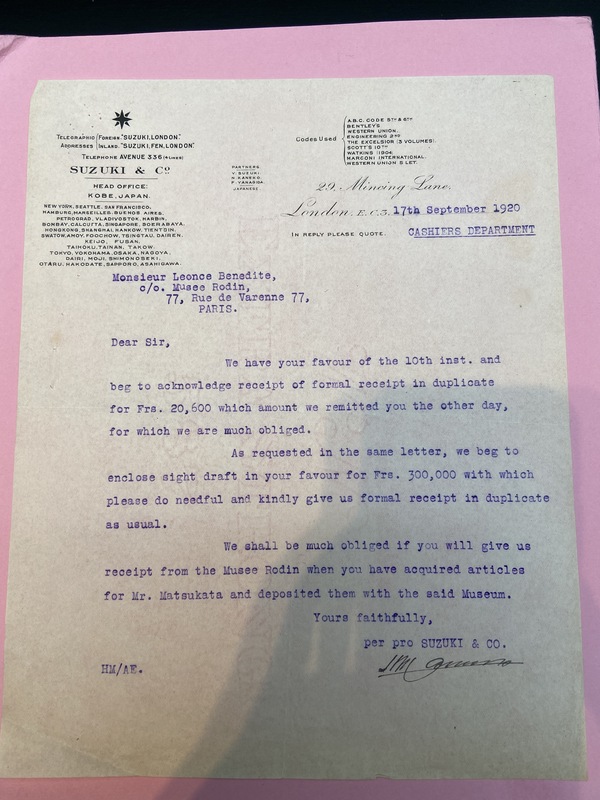 TELEGRAPHIC ADDRESSES
FOREIGN. "SUZUKI, LONDON."
INLAND. "SUZUKI, FEN, LONDON"
TELEPHONE AVENUE 336 (4 LINES)
SUZUKI & Co
HEAD OFFICE:
KOBE, JAPAN.
NEW YORK, SEATTLE, SAN FRANCISCO,
HAMBURG, MARSEILLES, BUENOS AIRES,
PETROGRAD, VLADIVOSTOK, HARBIN,
BOMBAY, CALCUTTA, SINGAPORE, SOERABAYA,
HONGKONG, SHANGHAI, HANKOW, TIENTSIN,
SWATOW, AMOY, FOOCHOW, TSINGTAU, DAIREN,
KEIJO, FUSAN,
TAIHOKU, TAINAN, TAKOW,
TOKYO, YOKOHAMA, OSAKA, NAGOYA,
DAIRI, MOJI, SHIMONOSEKI,
OTARU, HAKODATE, SAPPORO, ASAHIGAWA.
PARTNERS.
Y. SUZUKI.
N. KANEKO.
F. YANAGIDA.
JAPANESE.
Codes Used
A.B.C. CODE 5TH & 6TH
BENTLEY'S
WESTERN UNION.
ENGINEERING 2ND
THE EXCELSIOR (3 VOLUMES)
SCOTT'S 10TH
WATKINS (1904)
MARCONI INTERNATIONAL.
WESTERN UNION 5 LET.
29, Mincing Lane,
London, E.C.3. 17th September 1920
IN REPLY PLEASE QUOTE. CASHIERS DEPARTMENT
Monsieur Leonce Benedite,
c/o. Musee Rodin,
77, Rue de Varenne 77,
PARIS.
Dear Sir,
We have your favour of the 10th inst. and
beg to acknowledge receipt of formal receipt in duplicate
for Frs. 20,600 which amount we remitted you the other day,
for which we are much obliged.
As requested in the same letter, we beg to
enclose sight draft in your favour for Frs. 300,000 with which
please do needful and kindly give us formal receipt in duplicate
as usual.
We shall be much obliged if you will give us
receipt from the Musee Rodin when you have acquired articles
for Mr. Matsukata and deposited them with the said Museum.
Yours faithfully,
per pro SUZUKI & CO.
HM/AE.